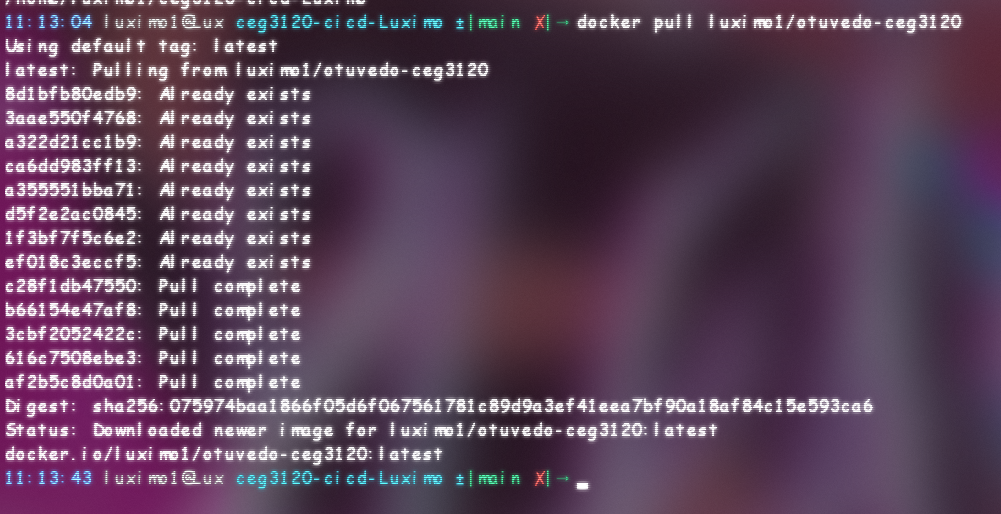 11:13:04 luximo1@Lux ceg3120-cicd-Luximo ±|main ✗|→ docker pull luximo1/otuvedo-ceg3120
Using default tag: latest
latest: Pulling from luximo1/otuvedo-ceg3120
8d1bfb80edb9: Already exists
3aae550f4768: Already exists
a322d21cc1b9: Already exists
ca6dd983ff13: Already exists
a355551bba71: Already exists
d5f2e2ac0845: Already exists
1f3bf7f5c6e2: Already exists
ef018c3eccf5: Already exists
c28f1db47550: Pull complete
b66154e47af8: Pull complete
3cbf2052422c: Pull complete
616c7508ebe3: Pull complete
af2b5c8d0a01: Pull complete
Digest: sha256:075974baa1866f05d6f067561781c89d9a3ef41eea7bf90a18af84c15e593ca6
Status: Downloaded newer image for luximo1/otuvedo-ceg3120:latest
docker.io/luximo1/otuvedo-ceg3120:latest
11:13:43 luximo1@Lux ceg3120-cicd-Luximo ±|main ✗|→